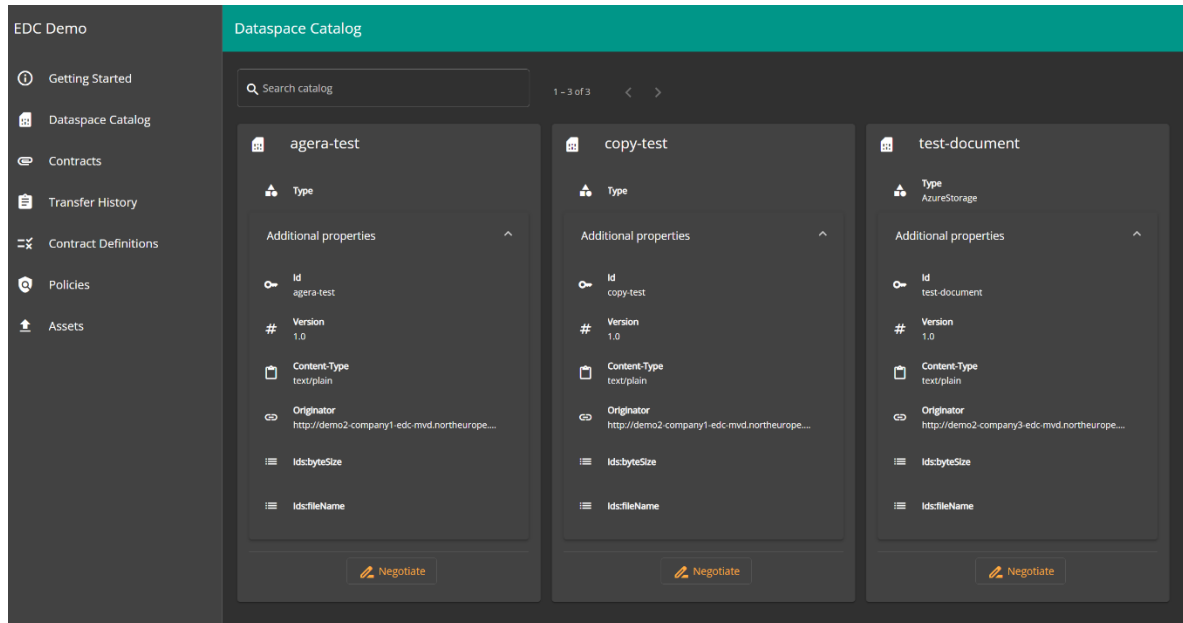 EDC Demo
Dataspace Catalog
Getting Started
Dataspace Catalog
Contracts
Transfer History
Contract Definitions
Policies
Assets
Search catalog
1 – 3 of 3
agera-test
Type
Additional properties
Id
agera-test
Version
1.0
Content-Type
text/plain
Originator
http://demo2-company1-edc-mvd.northeurope....
Ids:byteSize
Ids:fileName
Negotiate
copy-test
Type
Additional properties
Id
copy-test
Version
1.0
Content-Type
text/plain
Originator
http://demo2-company1-edc-mvd.northeurope....
Ids:byteSize
Ids:fileName
Negotiate
test-document
Type
AzureStorage
Additional properties
Id
test-document
Version
1.0
Content-Type
text/plain
Originator
http://demo2-company3-edc-mvd.northeurope....
Ids:byteSize
Ids:fileName
Negotiate